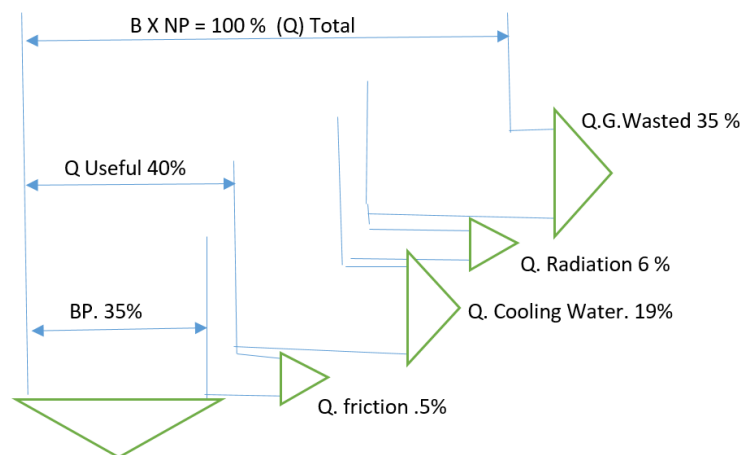 B X NP = 100 % (Q) Total
Q.G.Wasted 35 %
Q Useful 40%
Q. Radiation 6 %
BP. 35%
Q. Cooling Water. 19%
Q. friction .5%